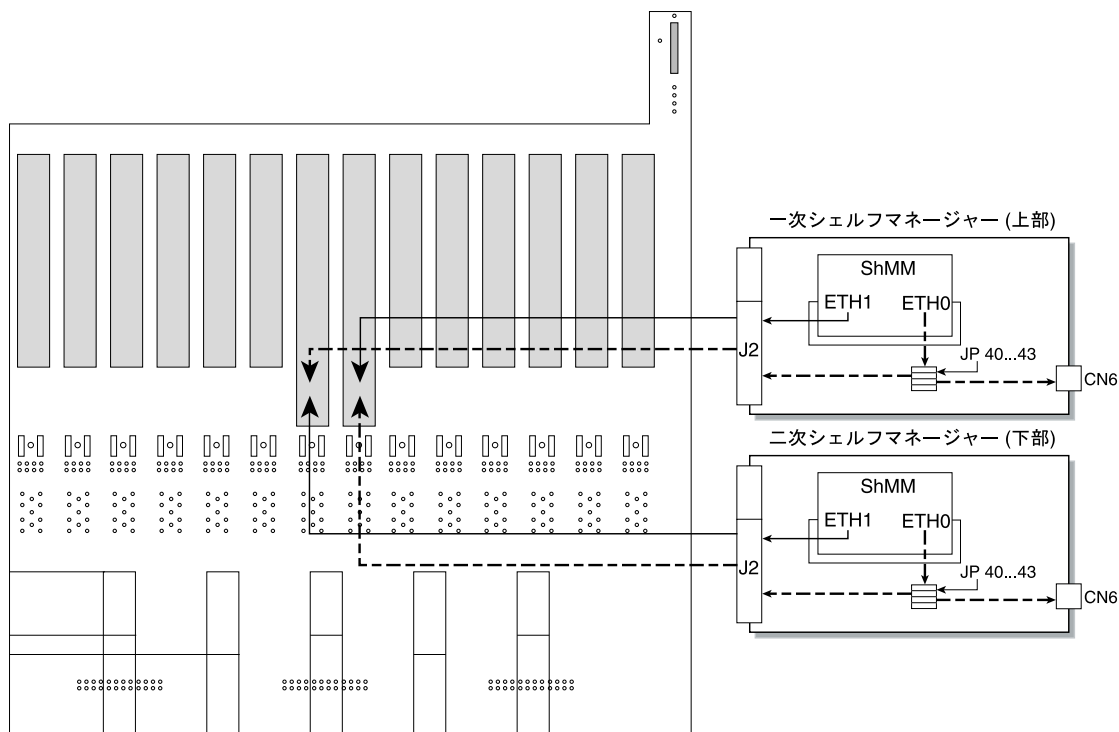 一次シェルフマネージャー (上部)
ShMM
ETH1
ETH0
J2
JP 40...43
CN6
二次シェルフマネージャー (下部)
ShMM
ETH1
ETH0
J2
JP 40...43
CN6